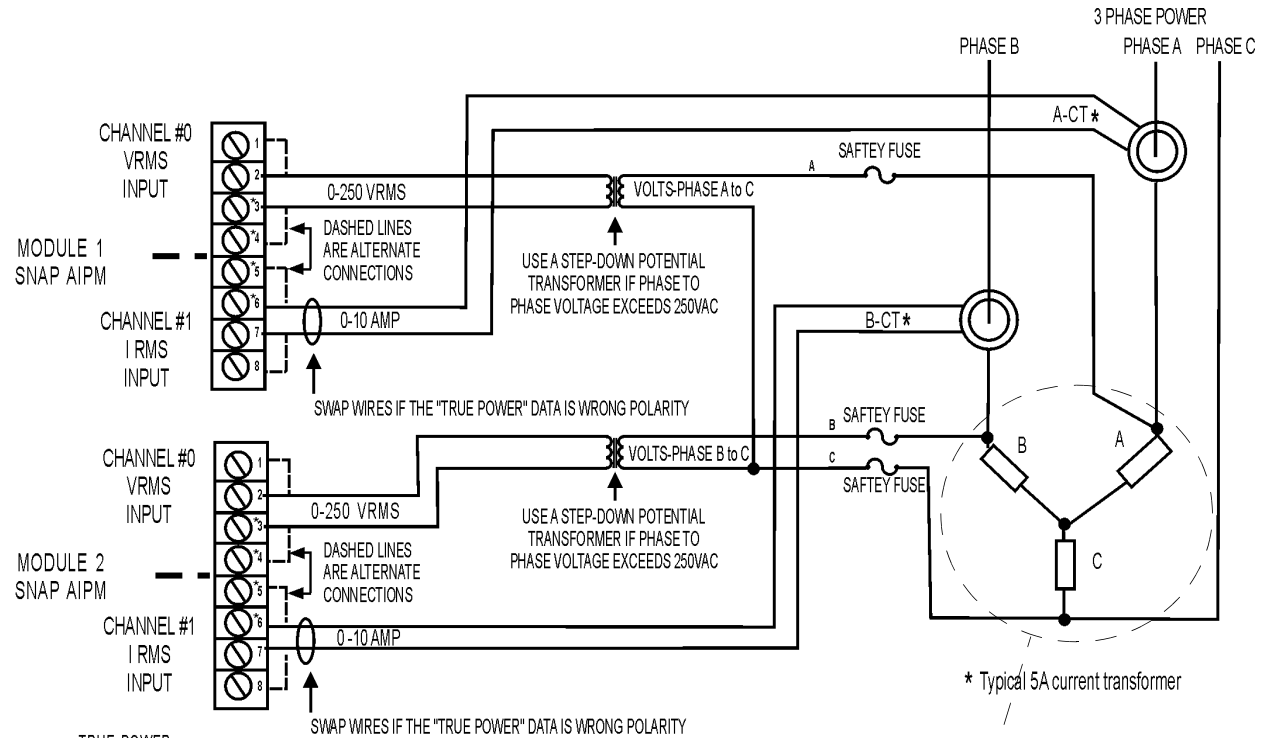 3 PHASE POWER
PHASE B
PHASE A
PHASE C
CHANNEL #0
VRMS
INPUT
1
2
*3
*4
*5
*6
7
8
0-250 VRMS
VOLTS-PHASE A to C
A
SAFTEY FUSE
A-CT *
DASHED LINES
ARE ALTERNATE
CONNECTIONS
MODULE 1
SNAP AIPM
USE A STEP-DOWN POTENTIAL
TRANSFORMER IF PHASE TO
PHASE VOLTAGE EXCEEDS 250VAC
CHANNEL #1
I RMS
INPUT
0-10 AMP
B-CT *
SWAP WIRES IF THE "TRUE POWER" DATA IS WRONG POLARITY
CHANNEL #0
VRMS
INPUT
1
2
*3
*4
*5
*6
7
8
0-250 VRMS
VOLTS-PHASE B to C
B
SAFTEY FUSE
C
SAFTEY FUSE
B
A
C
USE A STEP-DOWN POTENTIAL
TRANSFORMER IF PHASE TO
PHASE VOLTAGE EXCEEDS 250VAC
DASHED LINES
ARE ALTERNATE
CONNECTIONS
MODULE 2
SNAP AIPM
CHANNEL #1
I RMS
INPUT
0-10 AMP
* Typical 5A current transformer
SWAP WIRES IF THE "TRUE POWER" DATA IS WRONG POLARITY
TRUE POWER